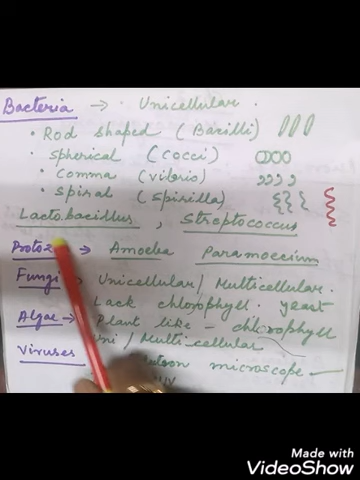 Bacteria → Unicellular.
• Rod shaped (Bacilli)
• Spherical (cocci)
• Comma (vibrio)
• Spiral (spirilla)
Lactobacillus, Streptococcus
→ Amoeba Paramoecium
Fungi Unicellular/Multicellular.
Lack chlorophyll. yeast
Algae → Plant like - chlorophyll
Uni/Multicellular
Viruses microscope -
Made with
VideoShow